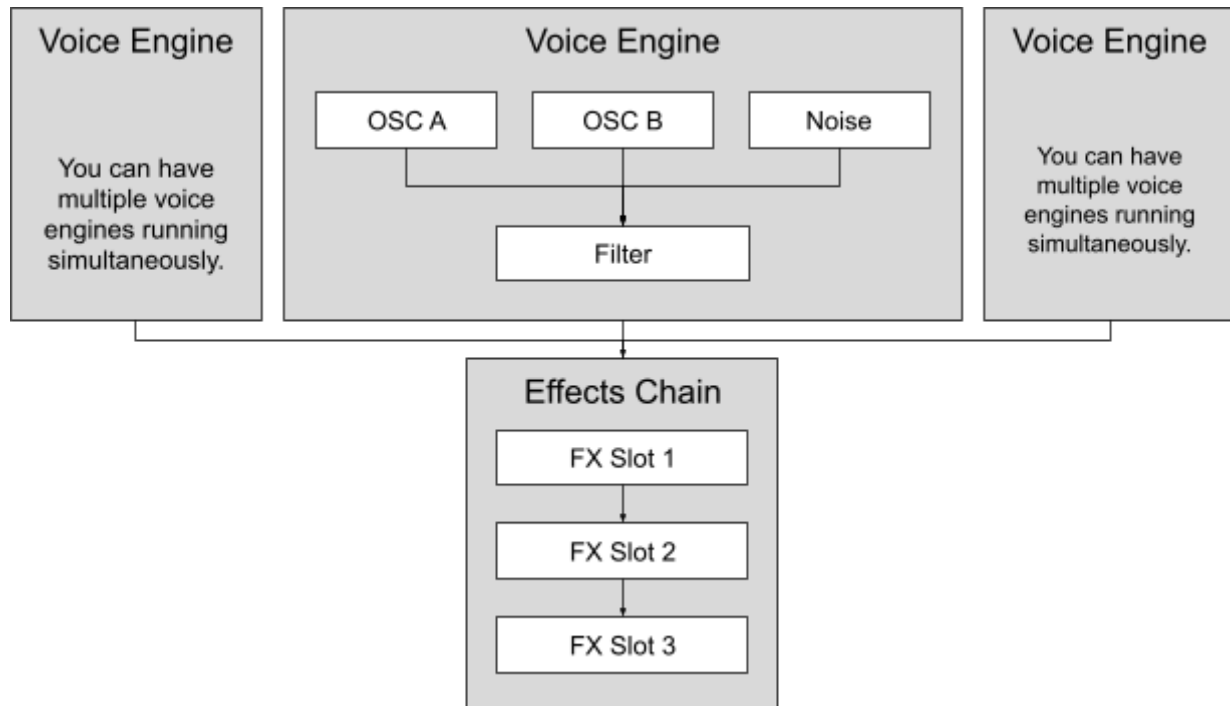 Voice Engine
You can have
multiple voice
engines running
simultaneously.
Voice Engine
OSC A
OSC B
Noise
Filter
Voice Engine
You can have
multiple voice
engines running
simultaneously.
Effects Chain
FX Slot 1
FX Slot 2
FX Slot 3